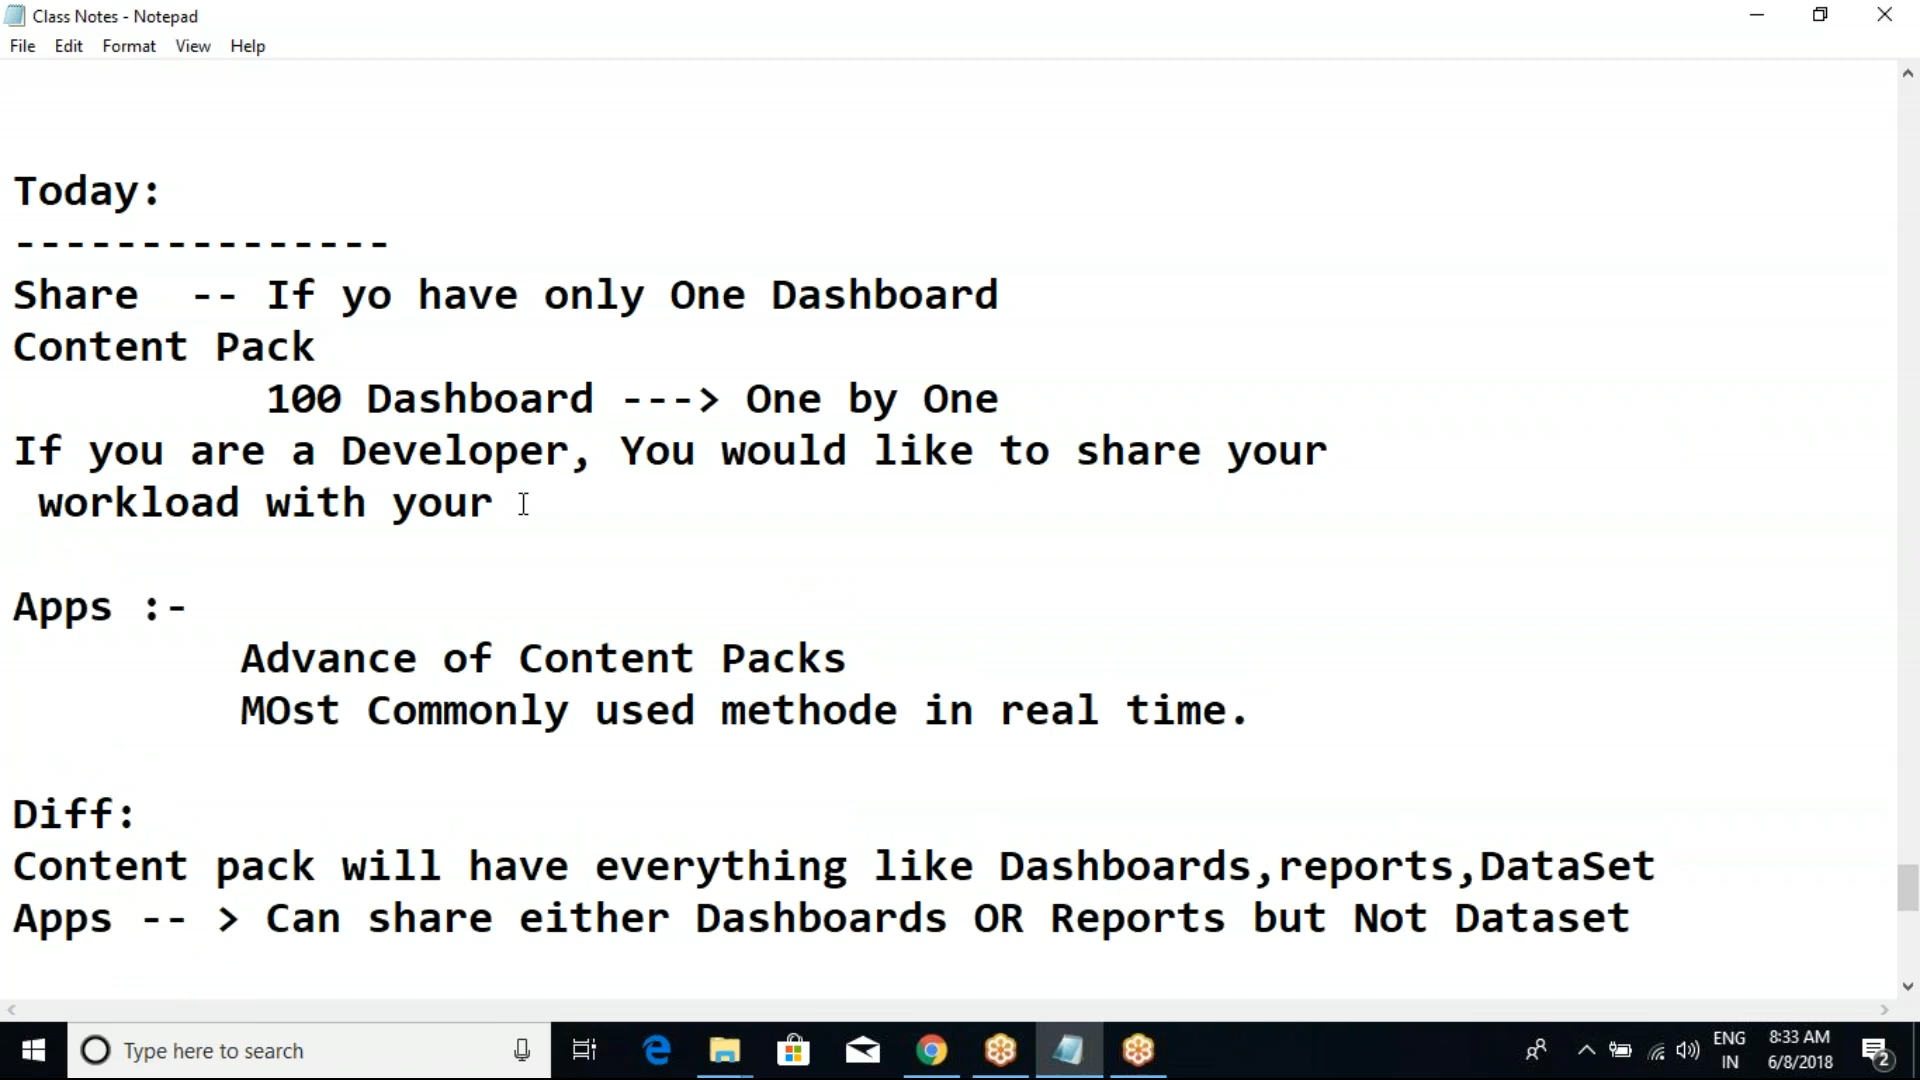 Class Notes - Notepad
File Edit Format View Help
Today:
---------------
Share -- If yo have only One Dashboard
Content Pack
100 Dashboard ---> One by One
If you are a Developer, You would like to share your
workload with your
Apps :-
Advance of Content Packs
MOst Commonly used methode in real time.
Diff:
Content pack will have everything like Dashboards,reports,DataSet
Apps -- > Can share either Dashboards OR Reports but Not Dataset
Type here to search
ENG
IN
8:33 AM
6/8/2018
2